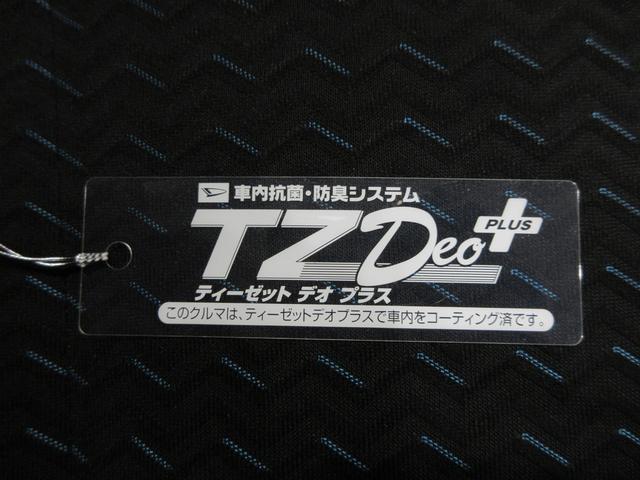 車内抗菌・防臭システム
TZ Deo PLUS
ティーゼット デオ プラス
このクルマは、ティーゼットデオプラスで車内をコーティング済です。